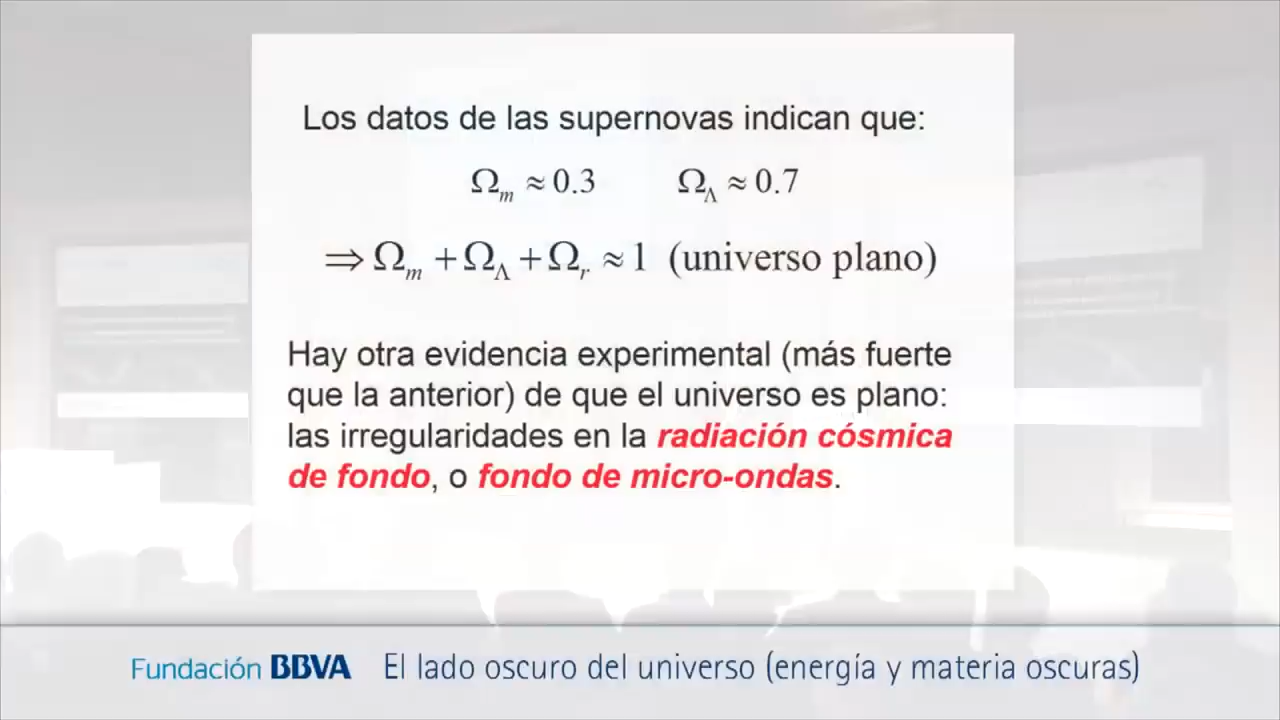 Los datos de las supernovas indican que:
Ωₘ ≈ 0.3 Ω_Λ ≈ 0.7
⇒ Ωₘ + Ω_Λ + Ωᵣ ≈ 1 (universo plano)
Hay otra evidencia experimental (más fuerte
que la anterior) de que el universo es plano:
las irregularidades en la radiación cósmica
de fondo, o fondo de micro-ondas.
Fundación BBVA El lado oscuro del universo (energía y materia oscuras)